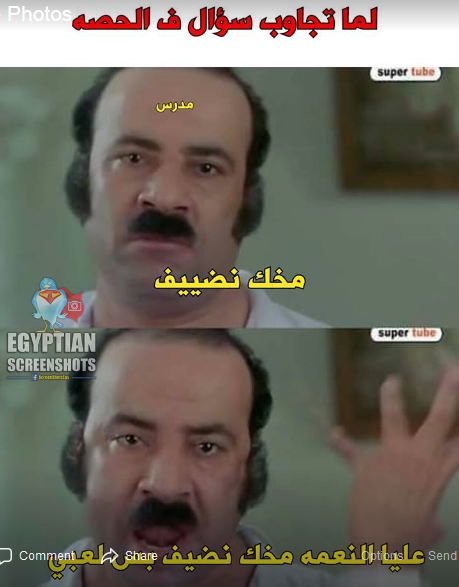 Photos
لما تجاوب سؤال ف الحصه
super tube
مدرس
مخك نضييف
EGYPTIAN
SCREENSHOTS
super tube
عليا النعمه مخك نضيف بس لعبي
Comment Share Options Send